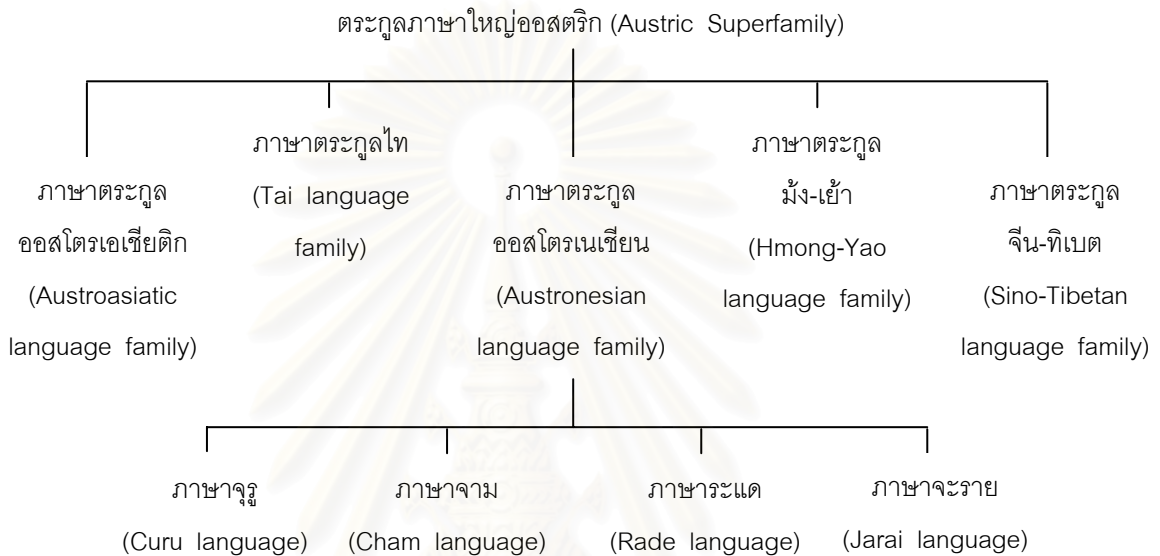 ตระกูลภาษาใหญ่ออสตริก (Austric Superfamily)
ภาษาตระกูล
ออสโตรเอเชียติก
(Austroasiatic
language family)
ภาษาตระกูลไท
(Tai language
family)
ภาษาตระกูล
ออสโตรเนเชียน
(Austronesian
language family)
ภาษาตระกูล
ม้ง-เย้า
(Hmong-Yao
language family)
ภาษาตระกูล
จีน-ทิเบต
(Sino-Tibetan
language family)
ภาษาจุรู
(Curu language)
ภาษาจาม
(Cham language)
ภาษาระแด
(Rade language)
ภาษาจะราย
(Jarai language)